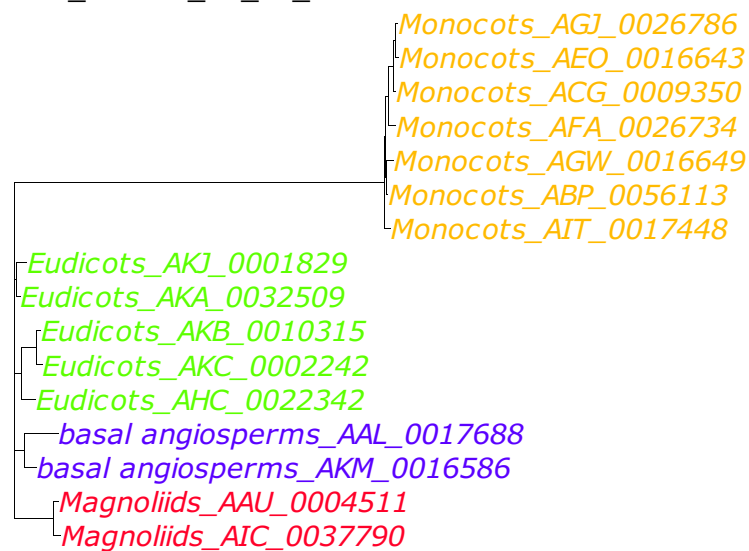 Monocots_AGJ_0026786
Monocots_AEO_0016643
Monocots_ACG_0009350
Monocots_AFA_0026734
Monocots_AGW_0016649
Monocots_ABP_0056113
Monocots_AIT_0017448
Eudicots_AKJ_0001829
Eudicots_AKA_0032509
Eudicots_AKB_0010315
Eudicots_AKC_0002242
Eudicots_AHC_0022342
basal angiosperms_AAL_0017688
basal angiosperms_AKM_0016586
Magnoliids_AAU_0004511
Magnoliids_AIC_0037790